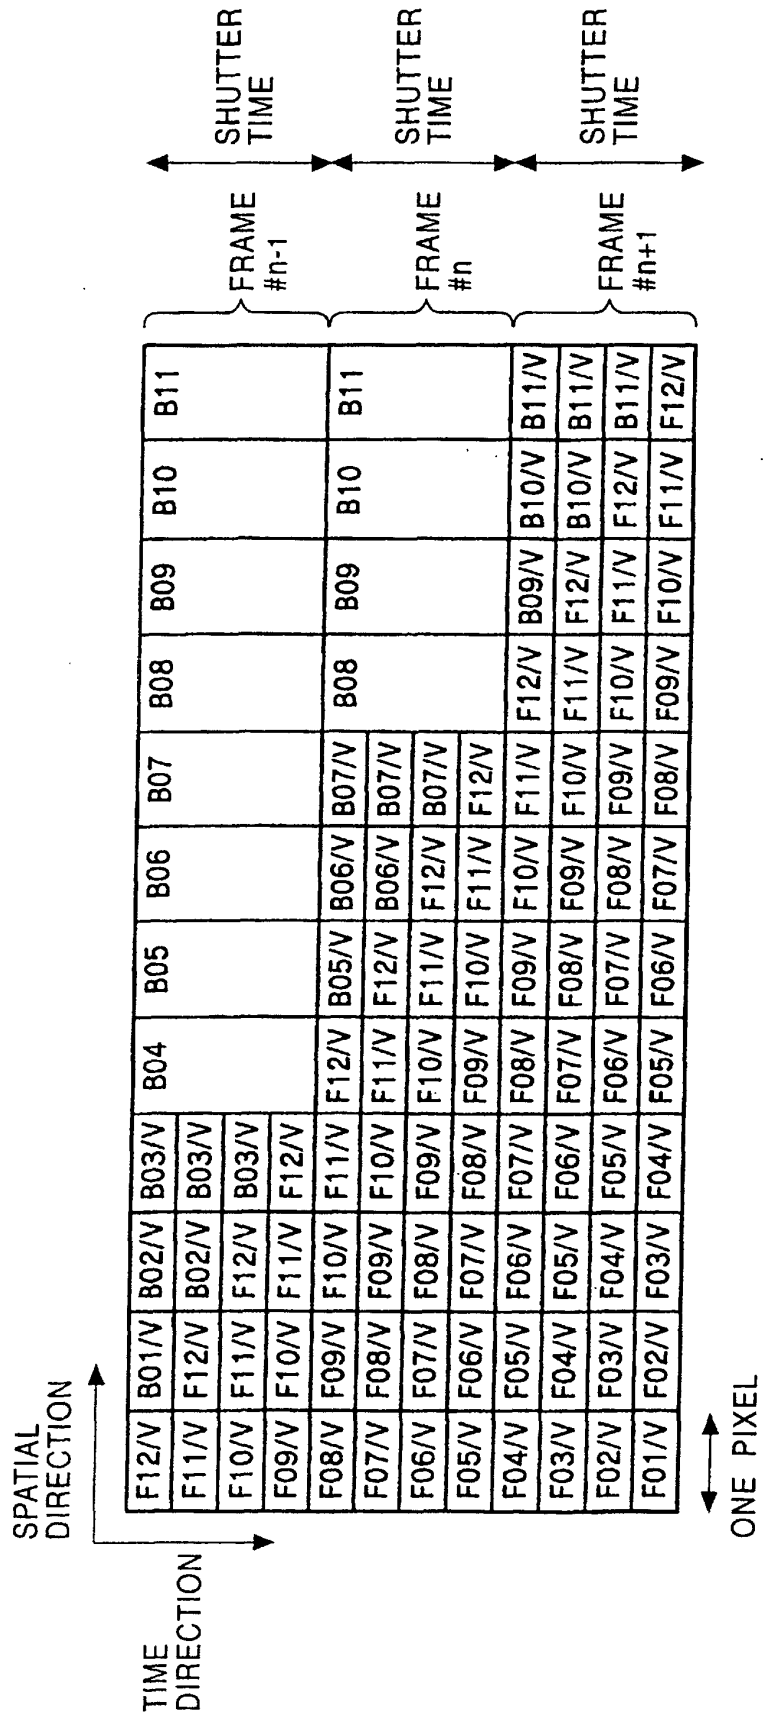 SPATIAL
DIRECTION
TIME
DIRECTION
F12/V B01/V B02/V B03/V B04 B05 B06 B07 B08 B09 B10 B11
F11/V F12/V B02/V B03/V
F10/V F11/V F12/V B03/V
F09/V F10/V F11/V F12/V
FRAME
#n-1
SHUTTER
TIME
F08/V F09/V F10/V F11/V F12/V B05/V B06/V B07/V B08 B09 B10 B11
F07/V F08/V F09/V F10/V F11/V F12/V B06/V B07/V
F06/V F07/V F08/V F09/V F10/V F11/V F12/V B07/V
F05/V F06/V F07/V F08/V F09/V F10/V F11/V F12/V
FRAME
#n
SHUTTER
TIME
F04/V F05/V F06/V F07/V F08/V F09/V F10/V F11/V F12/V B09/V B10/V B11/V
F03/V F04/V F05/V F06/V F07/V F08/V F09/V F10/V F11/V F12/V B10/V B11/V
F02/V F03/V F04/V F05/V F06/V F07/V F08/V F09/V F10/V F11/V F12/V B11/V
F01/V F02/V F03/V F04/V F05/V F06/V F07/V F08/V F09/V F10/V F11/V F12/V
FRAME
#n+1
SHUTTER
TIME
ONE PIXEL